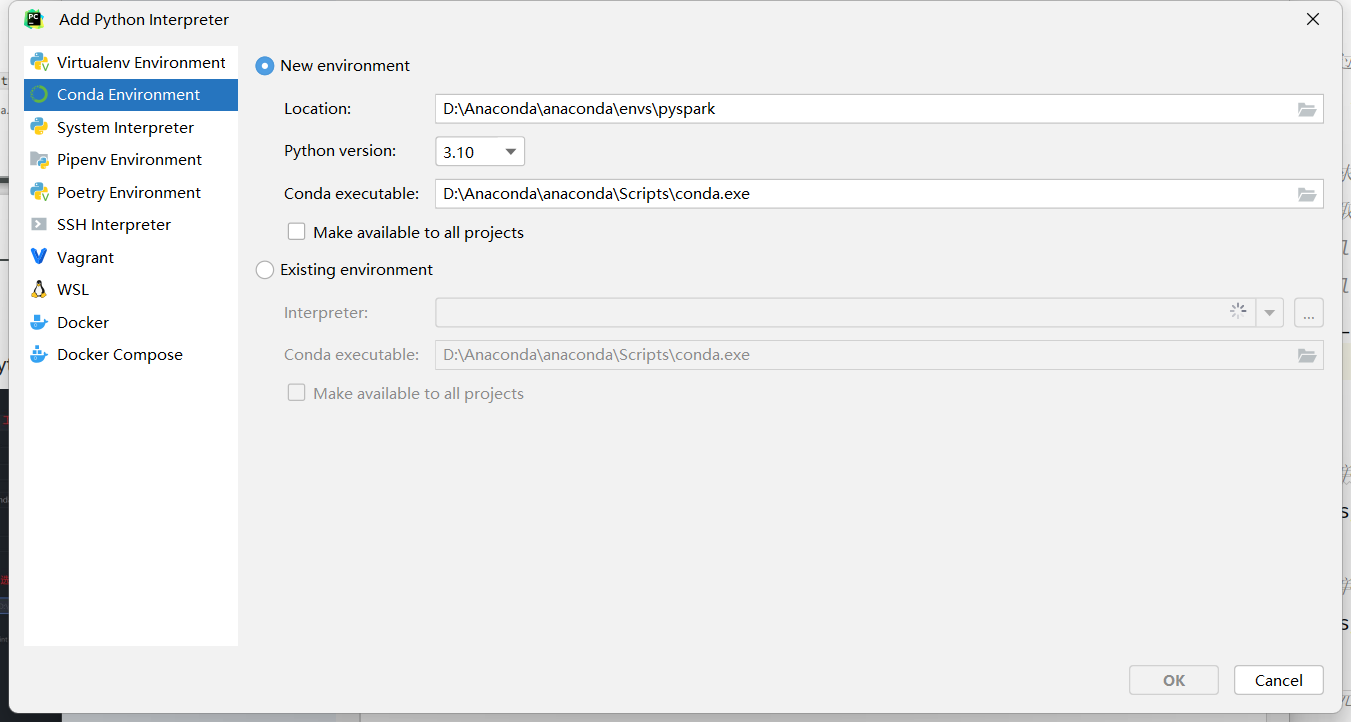 Add Python Interpreter
Virtualenv Environment
Conda Environment
System Interpreter
Pipenv Environment
Poetry Environment
SSH Interpreter
Vagrant
WSL
Docker
Docker Compose
New environment
Location: D:\Anaconda\anaconda\envs\pyspark
Python version: 3.10
Conda executable: D:\Anaconda\anaconda\Scripts\conda.exe
Make available to all projects
Existing environment
Interpreter: ...
Conda executable: D:\Anaconda\anaconda\Scripts\conda.exe
Make available to all projects
OK Cancel